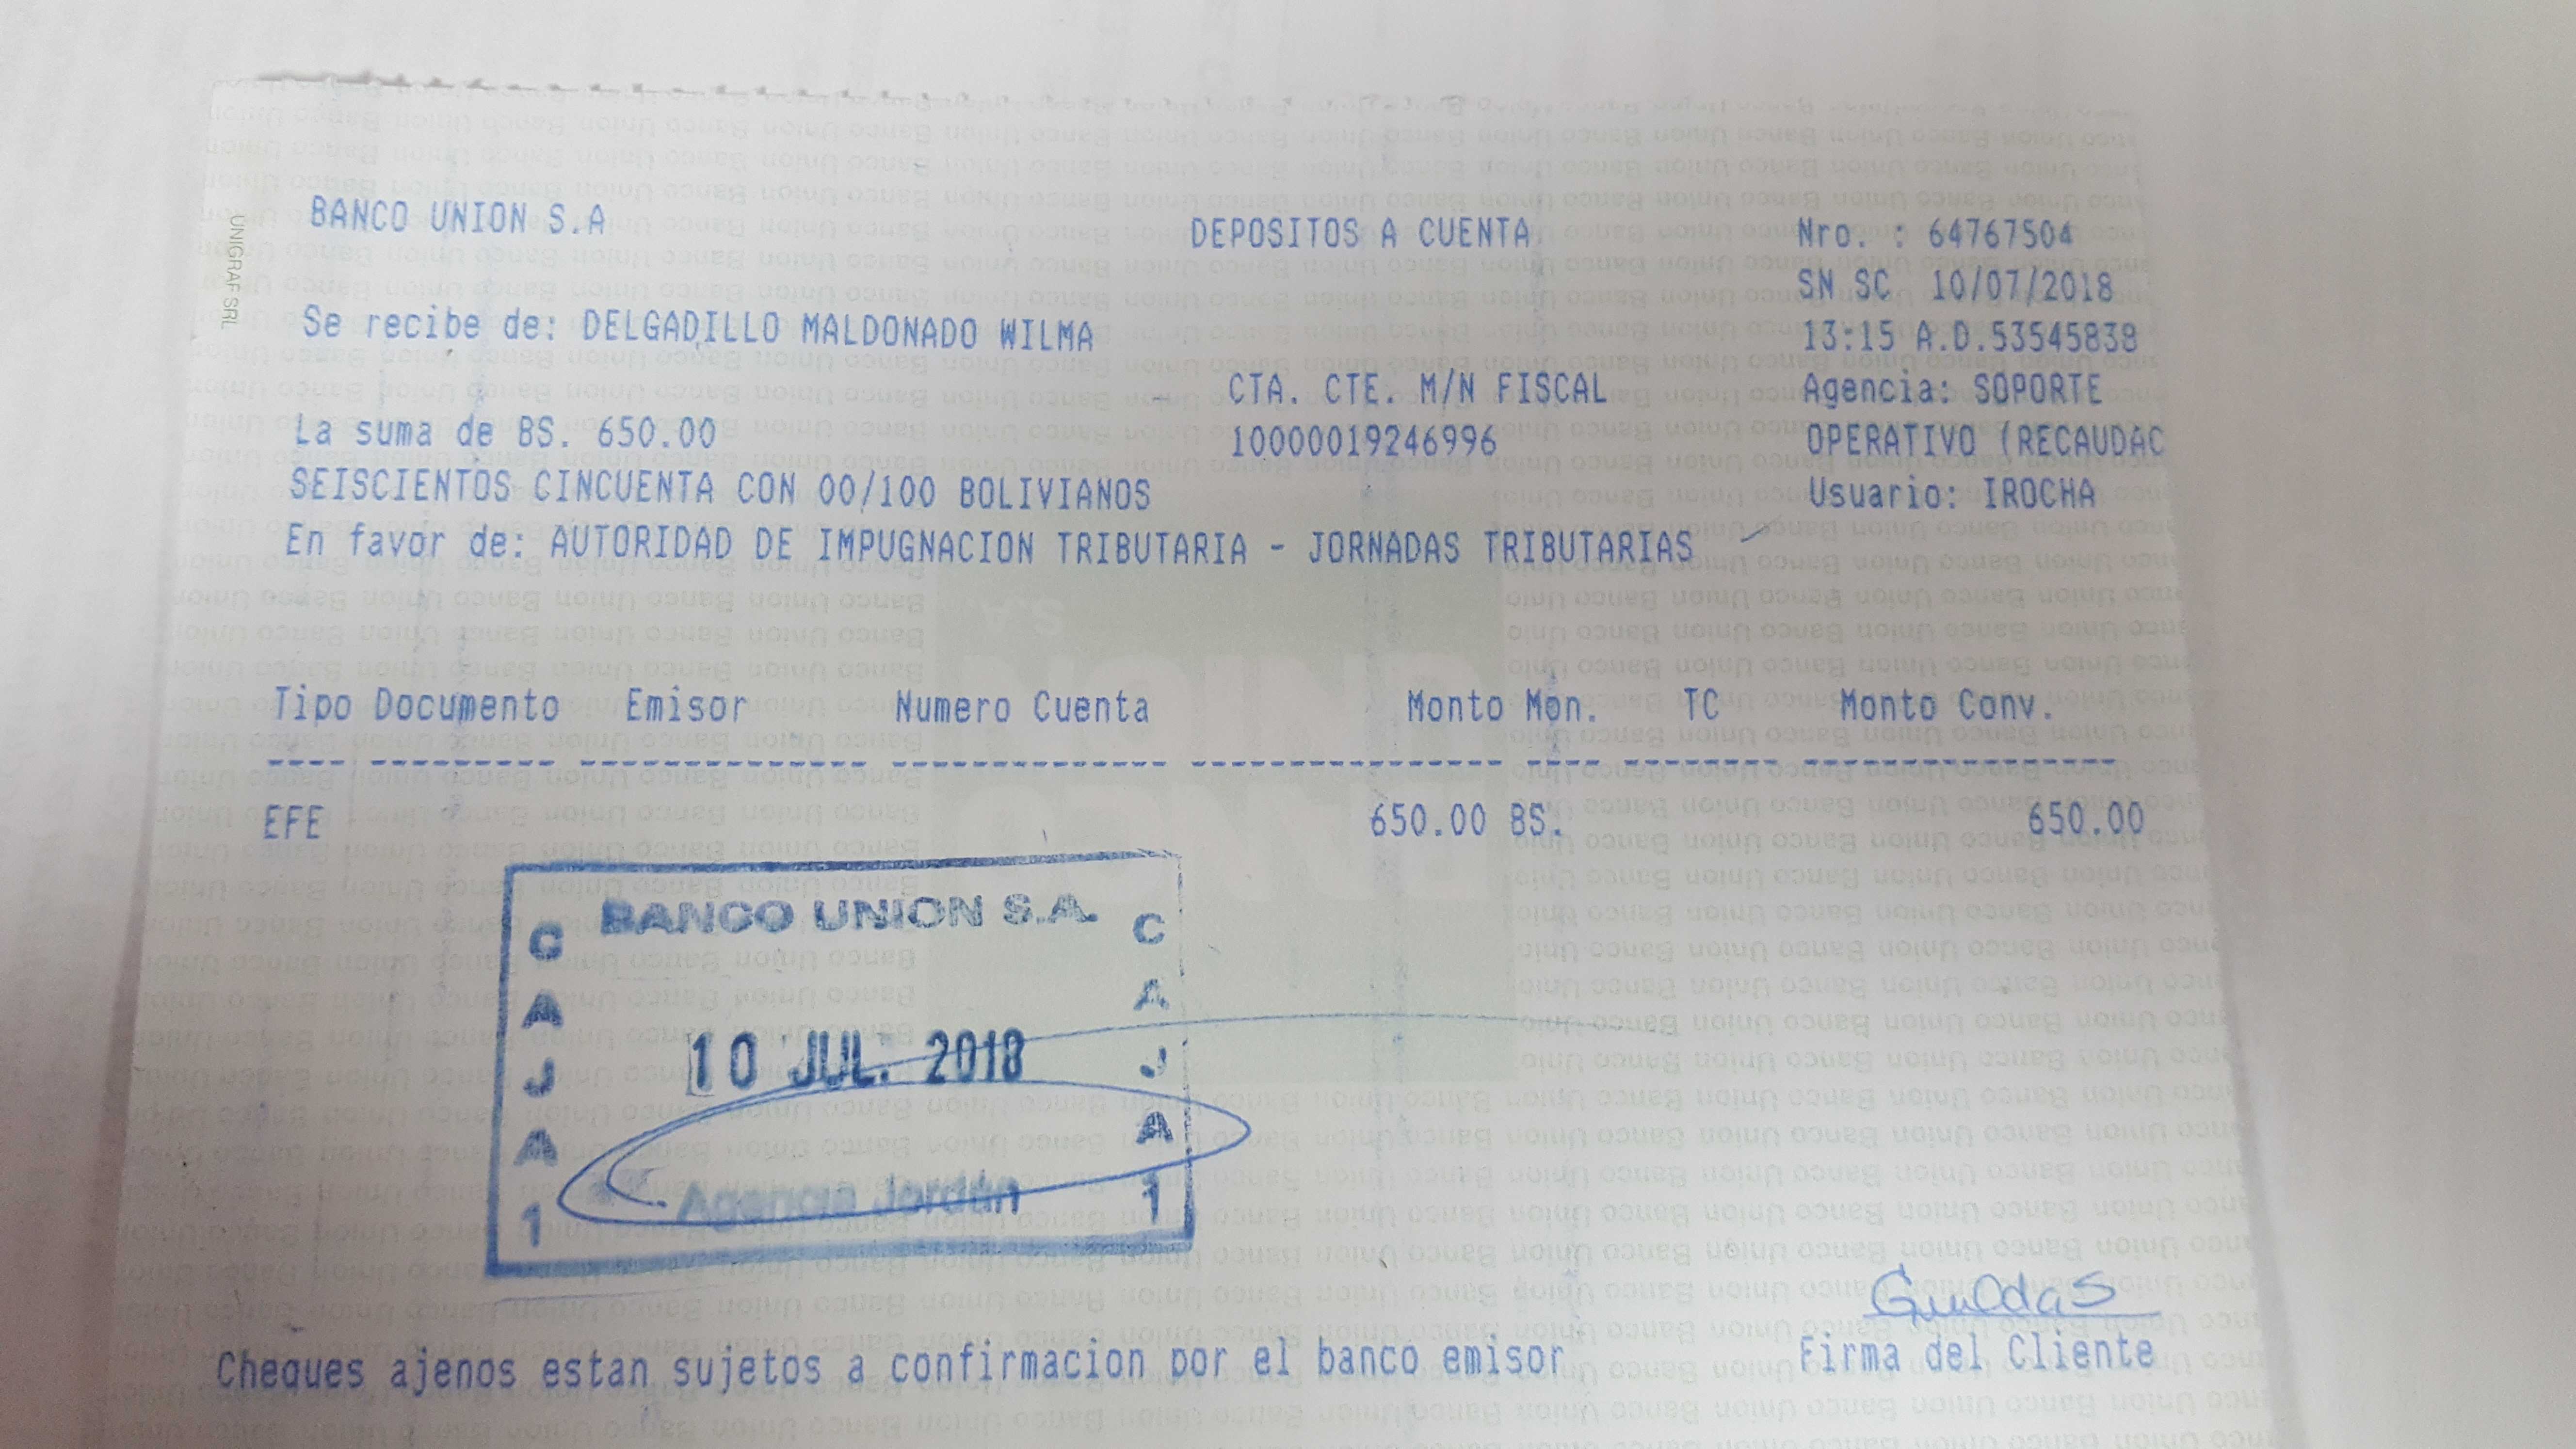 UNIGRAF SRL
BANCO UNION S.A DEPOSITOS A CUENTA Nro. : 64767504
SN SC 10/07/2018
Se recibe de: DELGADILLO MALDONADO WILMA 13:15 A.D.53545838
CTA. CTE. M/N FISCAL Agencia: SOPORTE
La suma de BS. 650.00 10000019246996 OPERATIVO (RECAUDAC
SEISCIENTOS CINCUENTA CON 00/100 BOLIVIANOS Usuario: IROCHA
En favor de: AUTORIDAD DE IMPUGNACION TRIBUTARIA - JORNADAS TRIBUTARIAS
Tipo Documento Emisor Numero Cuenta Monto Mon. TC Monto Conv.
EFE 650.00 BS. 650.00
BANCO UNION S.A.
C C
A A
J 10 JUL. 2018 J
A A
1 Jordán 1
Cheques ajenos estan sujetos a confirmacion por el banco emisor Firma del Cliente